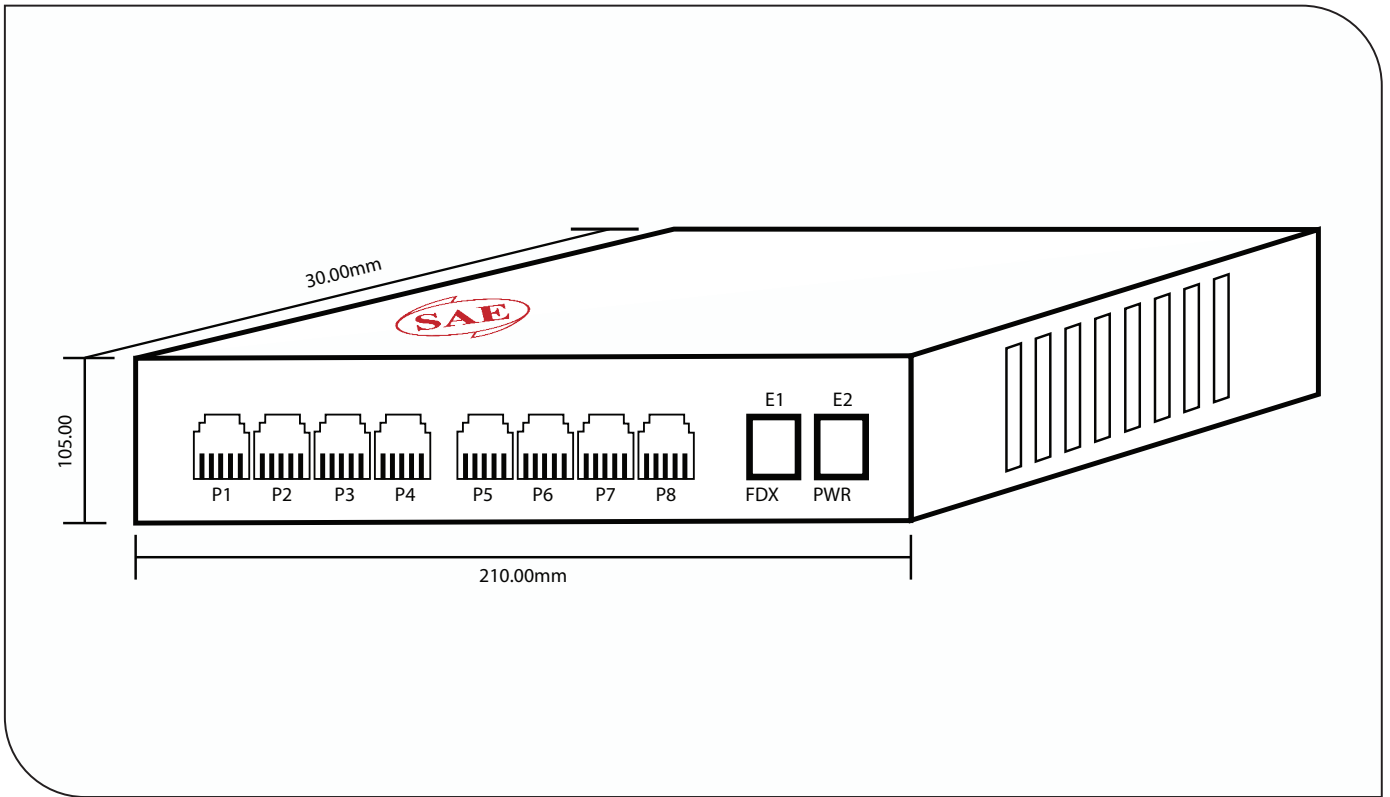 30.00mm
SAE
105.00
E1 E2
P1 P2 P3 P4 P5 P6 P7 P8 FDX PWR
210.00mm